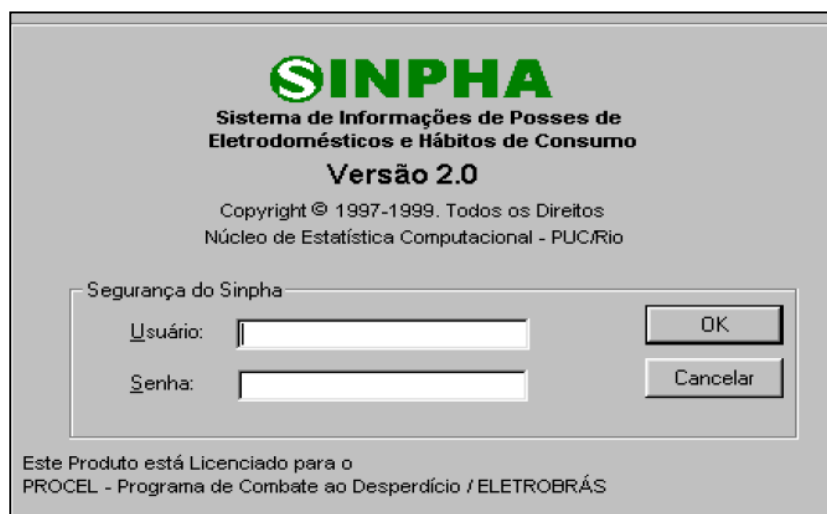 SINPHA
Sistema de Informações de Posses de
Eletrodomésticos e Hábitos de Consumo
Versão 2.0
Copyright © 1997-1999. Todos os Direitos
Núcleo de Estatística Computacional - PUC/Rio
Segurança do Sinpha
Usuário:
OK
Senha:
Cancelar
Este Produto está Licenciado para o
PROCEL - Programa de Combate ao Desperdício / ELETROBRÁS